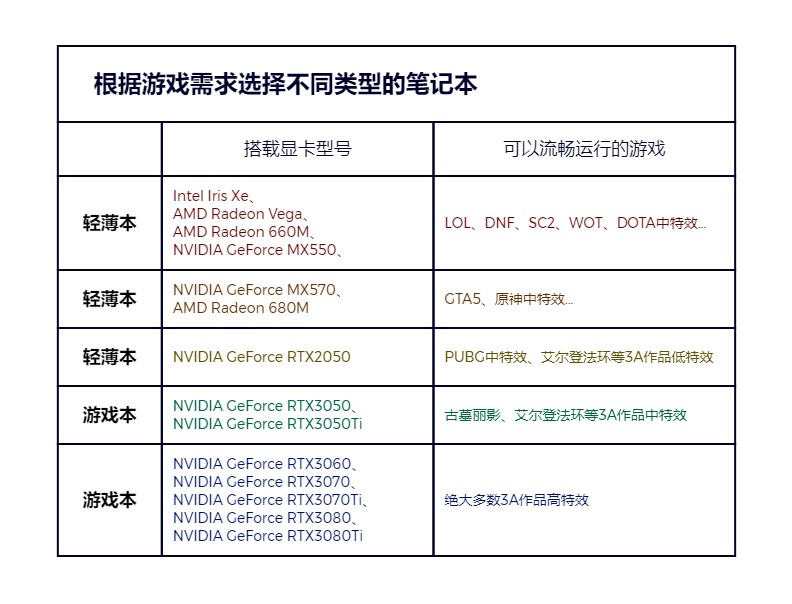 根据游戏需求选择不同类型的笔记本
搭载显卡型号
可以流畅运行的游戏
轻薄本
Intel Iris Xe、
AMD Radeon Vega、
AMD Radeon 660M、
NVIDIA GeForce MX550、
LOL、DNF、SC2、WOT、DOTA中特效...
轻薄本
NVIDIA GeForce MX570、
AMD Radeon 680M
GTA5、原神中特效...
轻薄本
NVIDIA GeForce RTX2050
PUBG中特效、艾尔登法环等3A作品低特效
游戏本
NVIDIA GeForce RTX3050、
NVIDIA GeForce RTX3050Ti
古墓丽影、艾尔登法环等3A作品中特效
游戏本
NVIDIA GeForce RTX3060、
NVIDIA GeForce RTX3070、
NVIDIA GeForce RTX3070Ti、
NVIDIA GeForce RTX3080、
NVIDIA GeForce RTX3080Ti
绝大多数3A作品高特效